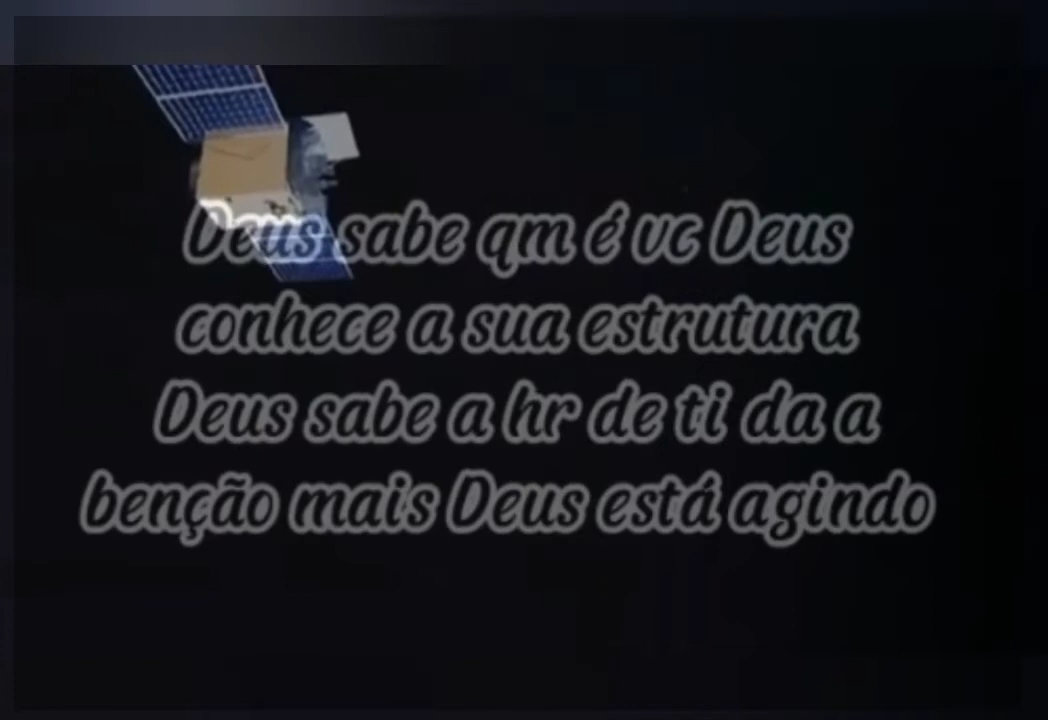 Deus sabe qm é vc Deus
conhece a sua estrutura
Deus sabe a hr de ti da a
benção mais Deus está agindo